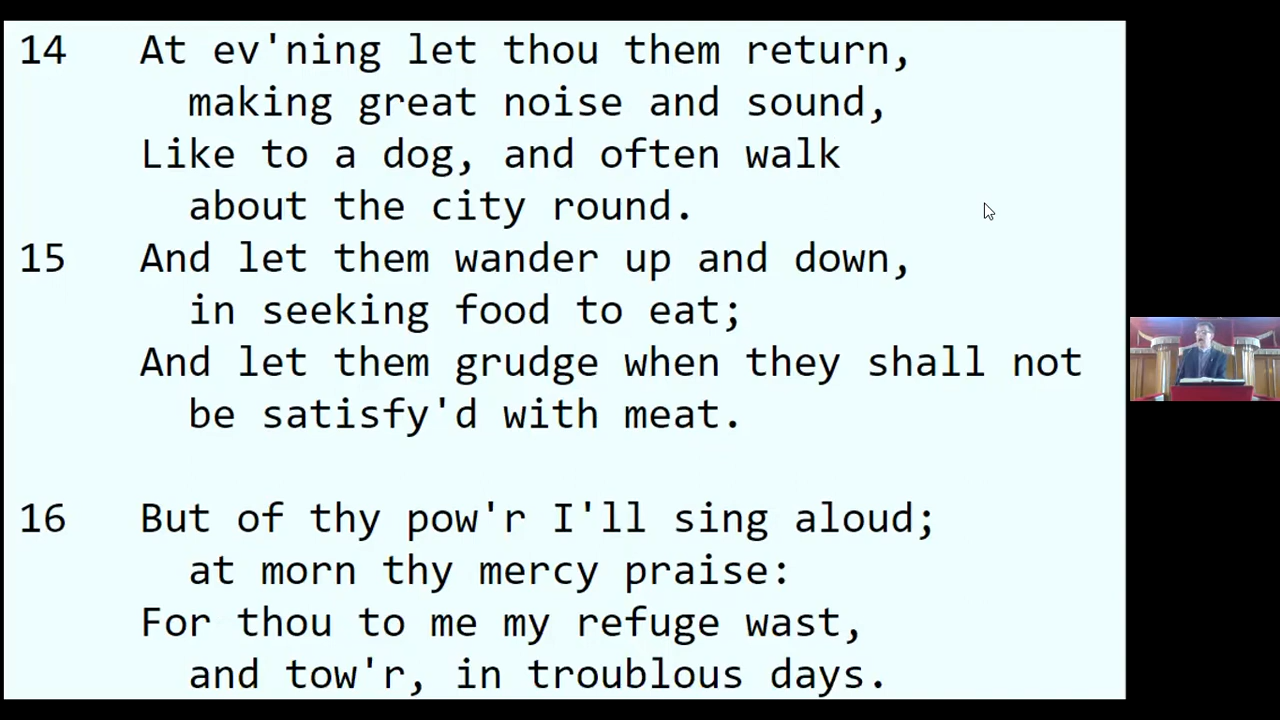 14 At ev'ning let thou them return,
making great noise and sound,
Like to a dog, and often walk
about the city round.
15 And let them wander up and down,
in seeking food to eat;
And let them grudge when they shall not
be satisfy'd with meat.
16 But of thy pow'r I'll sing aloud;
at morn thy mercy praise:
For thou to me my refuge wast,
and tow'r, in troublous days.